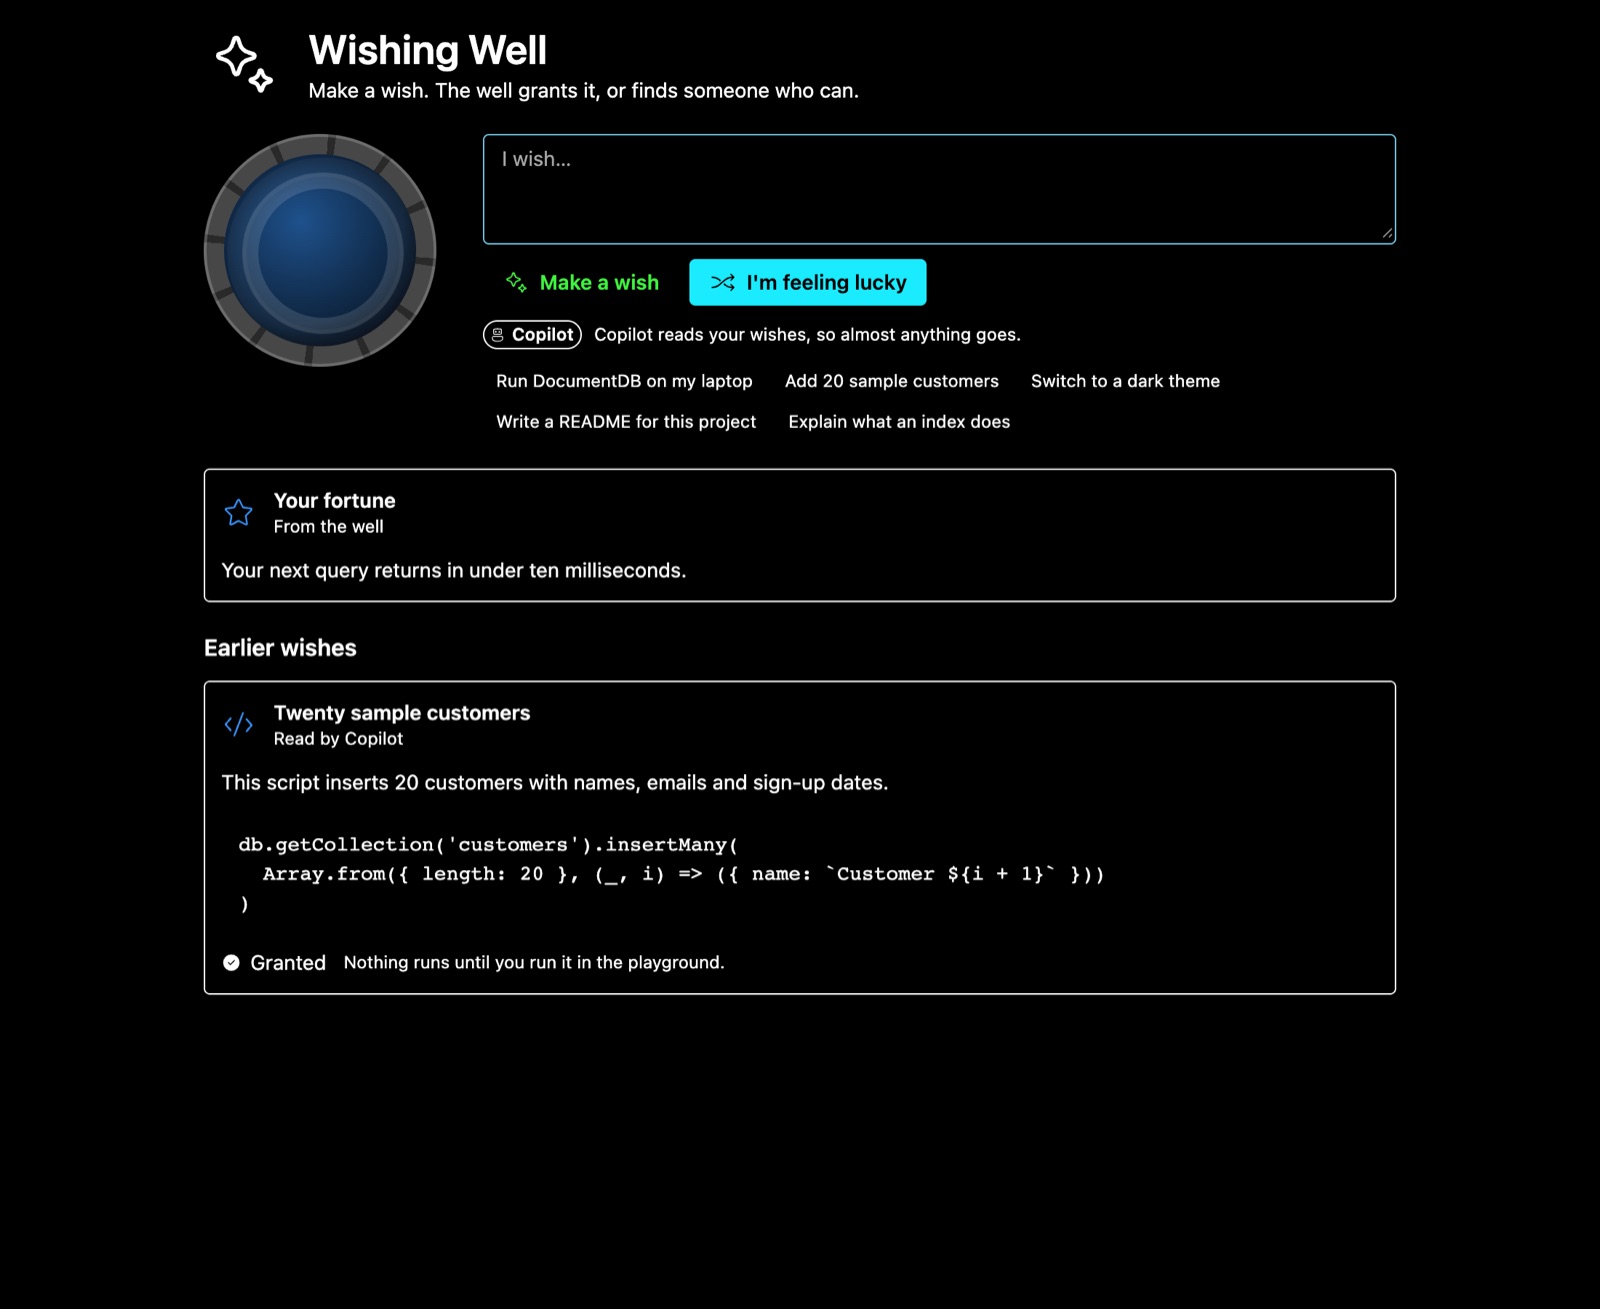 Wishing Well
Make a wish. The well grants it, or finds someone who can.
I wish...
Make a wish
I'm feeling lucky
Copilot
Copilot reads your wishes, so almost anything goes.
Run DocumentDB on my laptop
Add 20 sample customers
Switch to a dark theme
Write a README for this project
Explain what an index does
Your fortune
From the well
Your next query returns in under ten milliseconds.
Earlier wishes
Twenty sample customers
Read by Copilot
This script inserts 20 customers with names, emails and sign-up dates.
db.getCollection('customers').insertMany(
  Array.from({ length: 20 }, (_, i) => ({ name: `Customer ${i + 1}` }))
)
Granted
Nothing runs until you run it in the playground.